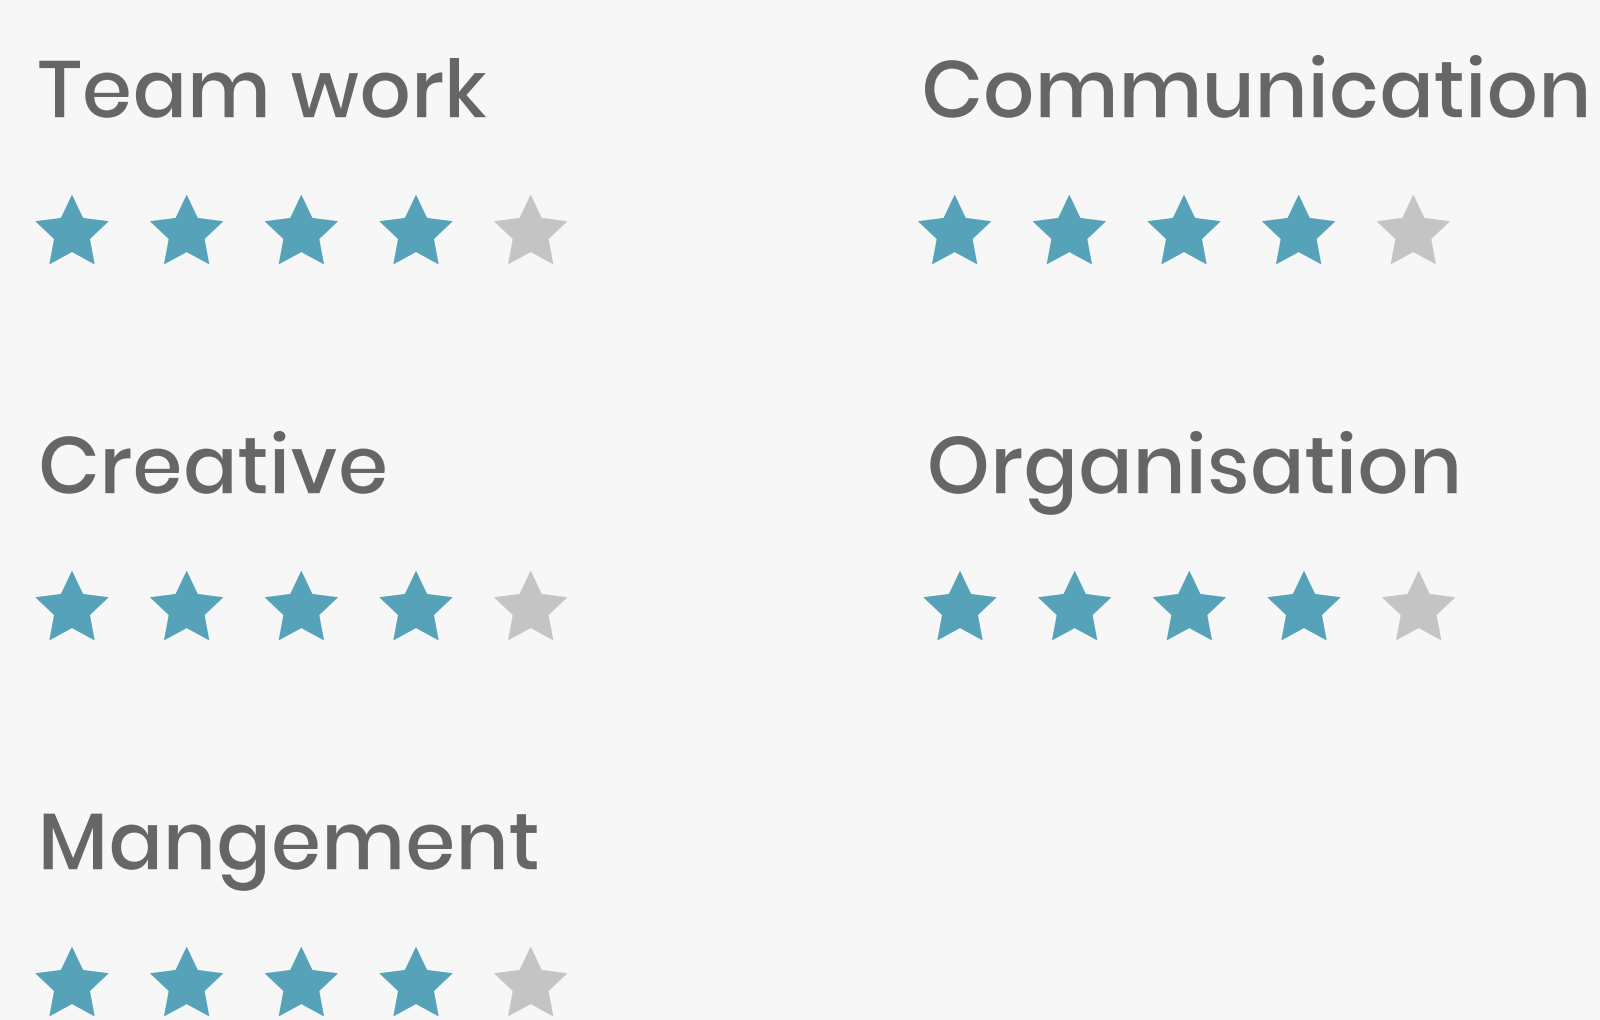 Team work
Communication
Creative
Organisation
Mangement